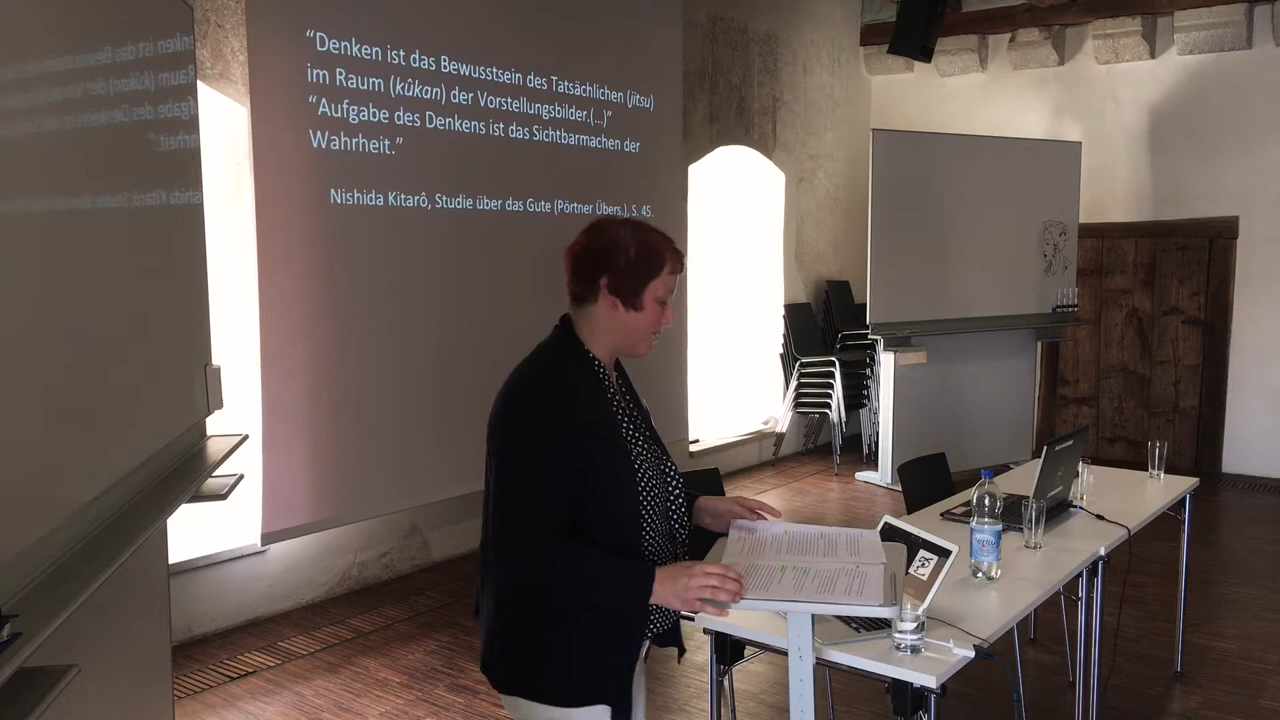 “Denken ist das Bewusstsein des Tatsächlichen (jitsu)
im Raum (kûkan) der Vorstellungsbilder.(...)”
“Aufgabe des Denkens ist das Sichtbarmachen der
Wahrheit.”
Nishida Kitarô, Studie über das Gute (Pörtner Übers.), S. 45.